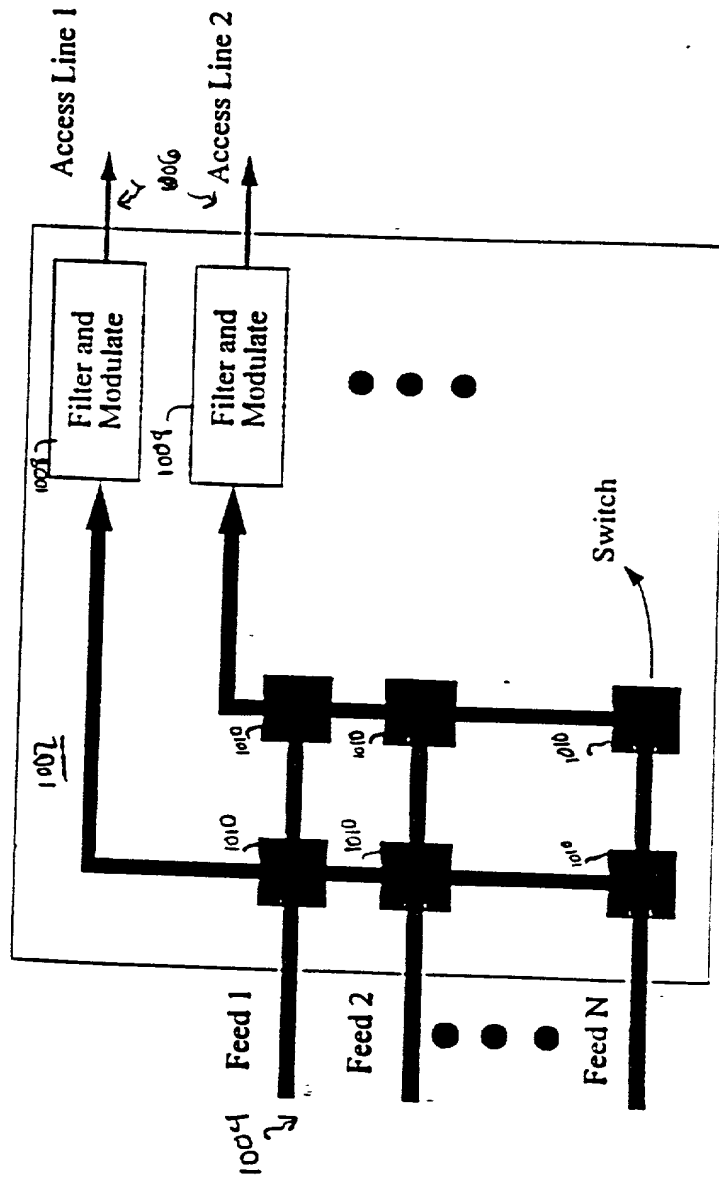 1002
Access Line 1
1006
Access Line 2
1008
Filter and
Modulate
1009
Filter and
Modulate
Switch
1010
1010
1010
1010
1010
1010
Feed 1
Feed 2
Feed N
1004